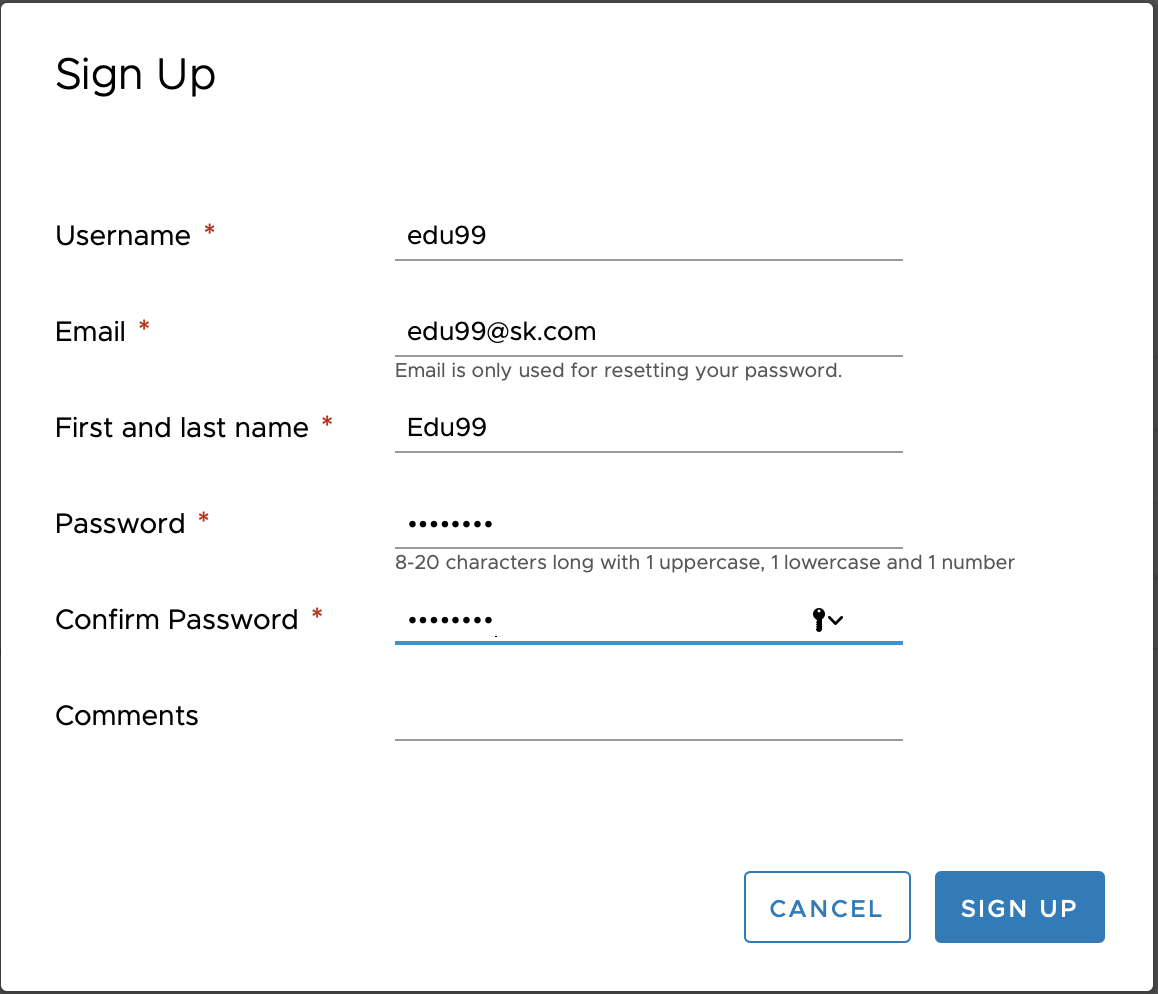 Sign Up
Username * edu99
Email * edu99@sk.com
Email is only used for resetting your password.
First and last name * Edu99
Password * ••••••••
8-20 characters long with 1 uppercase, 1 lowercase and 1 number
Confirm Password * ••••••••
Comments
CANCEL SIGN UP